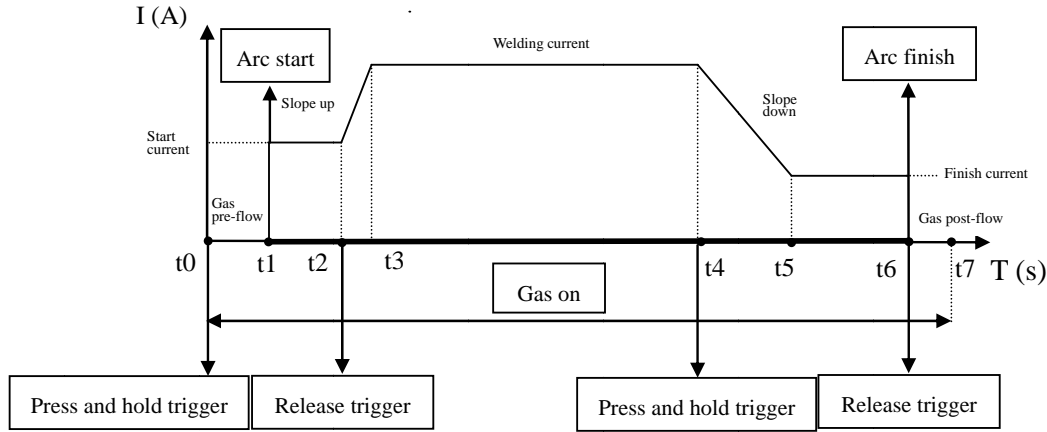 I (A)
Welding current
Arc start
Arc finish
Slope up
Slope
down
Start
current
Finish current
Gas
pre-flow
Gas post-flow
t0
t1
t2
t3
t4
t5
t6
t7
T (s)
Gas on
Press and hold trigger
Release trigger
Press and hold trigger
Release trigger